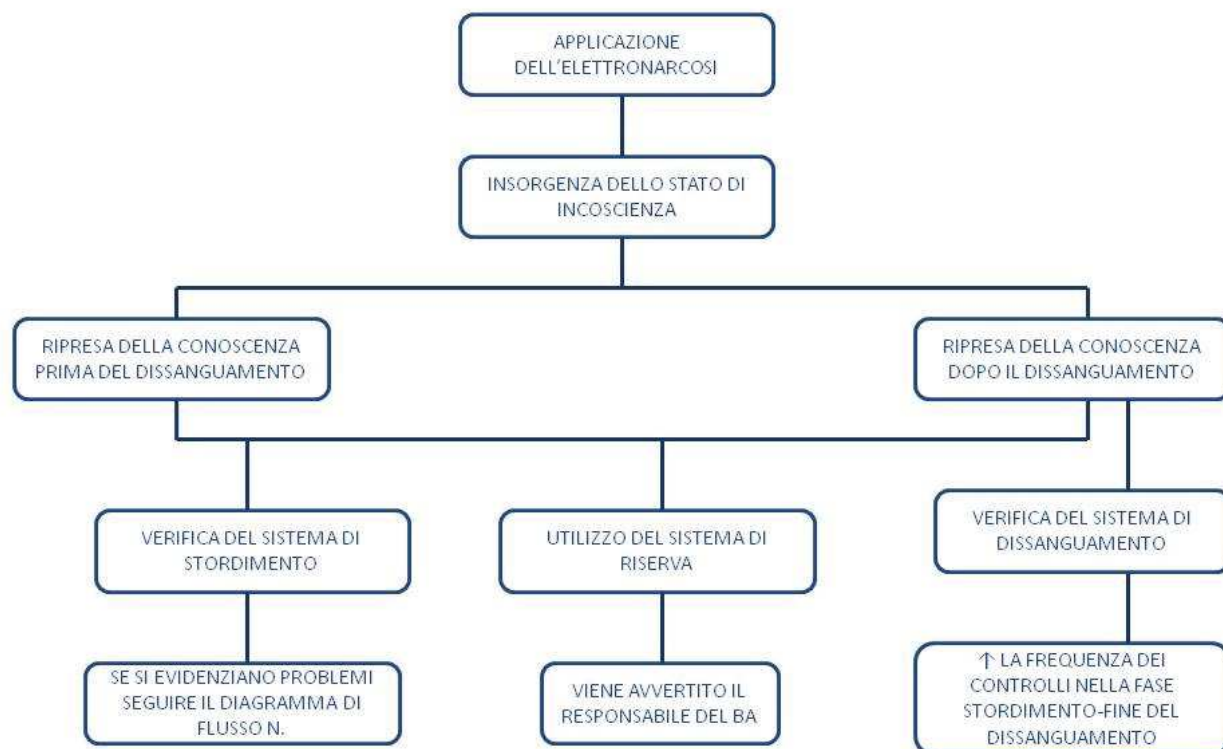 APPLICAZIONE
DELL'ELETTRONARCOSI
INSORGENZA DELLO STATO DI
INCOSCIENZA
RIPRESA DELLA CONOSCENZA
PRIMA DEL DISSANGUAMENTO
RIPRESA DELLA CONOSCENZA
DOPO IL DISSANGUAMENTO
VERIFICA DEL SISTEMA DI
STORDIMENTO
UTILIZZO DEL SISTEMA DI
RISERVA
VERIFICA DEL SISTEMA DI
DISSANGUAMENTO
SE SI EVIDENZIANO PROBLEMI
SEGUIRE IL DIAGRAMMA DI
FLUSSO N.
VIENE AVVERTITO IL
RESPONSABILE DEL BA
↑ LA FREQUENZA DEI
CONTROLLI NELLA FASE
STORDIMENTO-FINE DEL
DISSANGUAMENTO